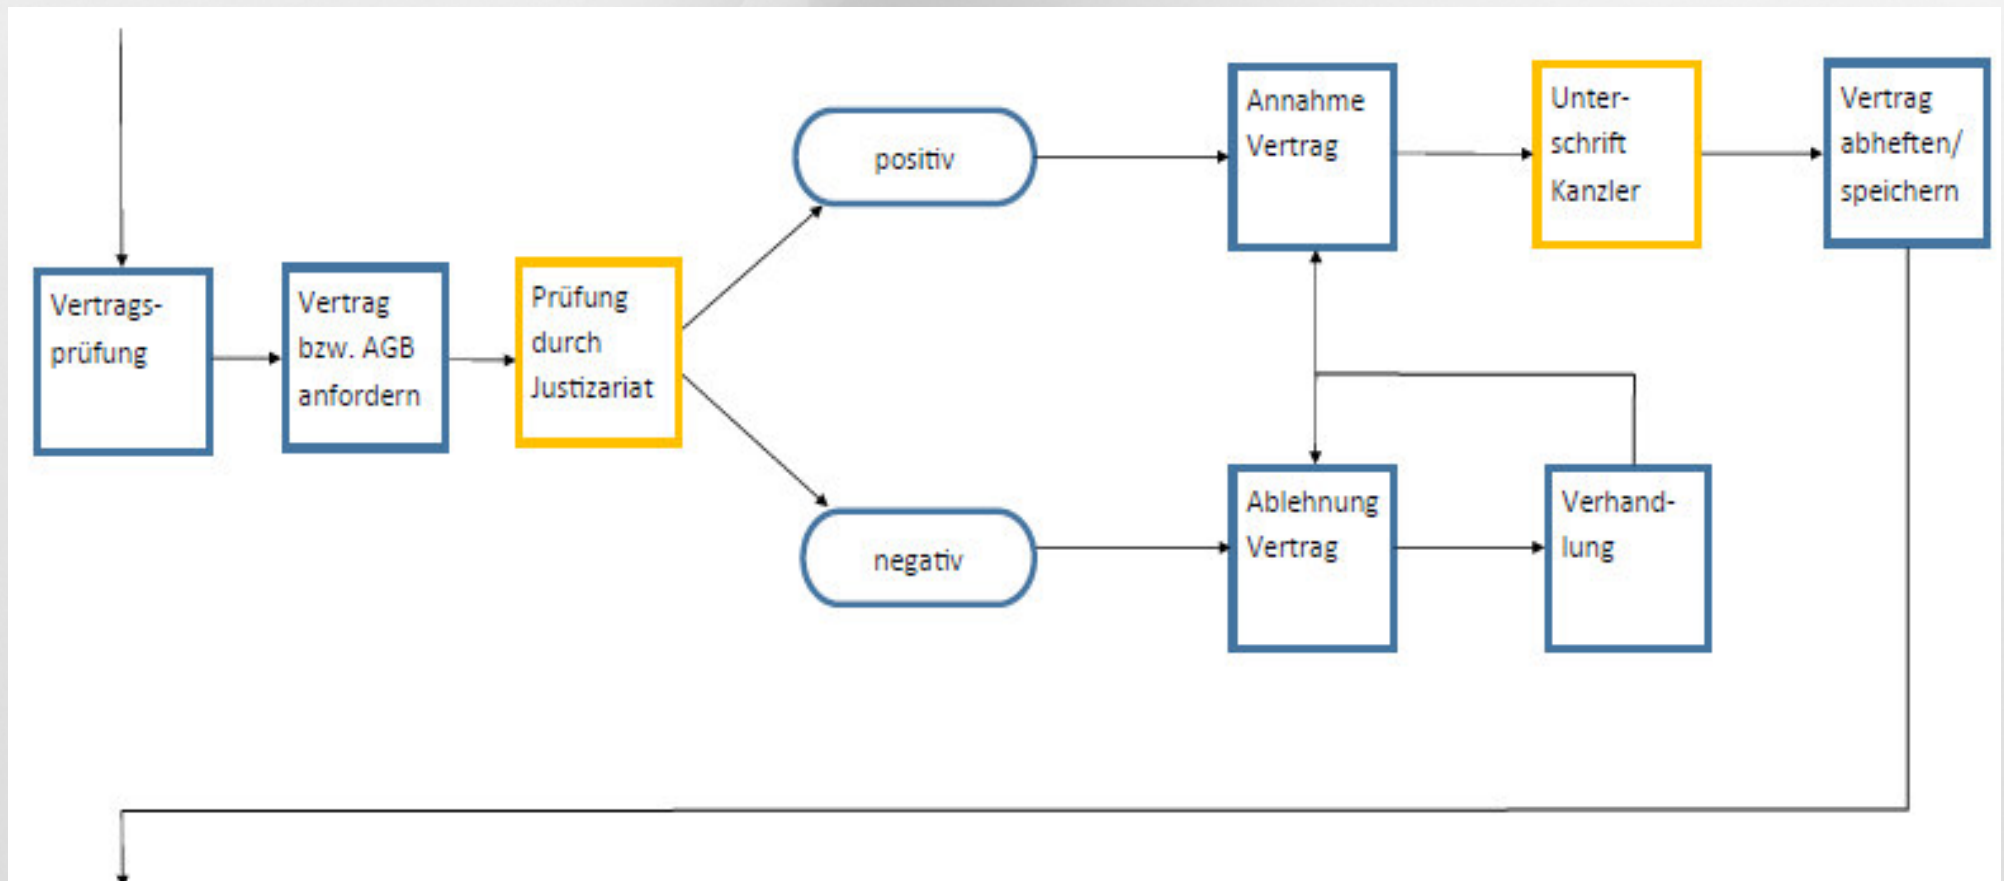 Vertrags-
prüfung
Vertrag
bzw. AGB
anfordern
Prüfung
durch
Justizariat
positiv
negativ
Annahme
Vertrag
Unter-
schrift
Kanzler
Vertrag
abheften/
speichern
Ablehnung
Vertrag
Verhand-
lung